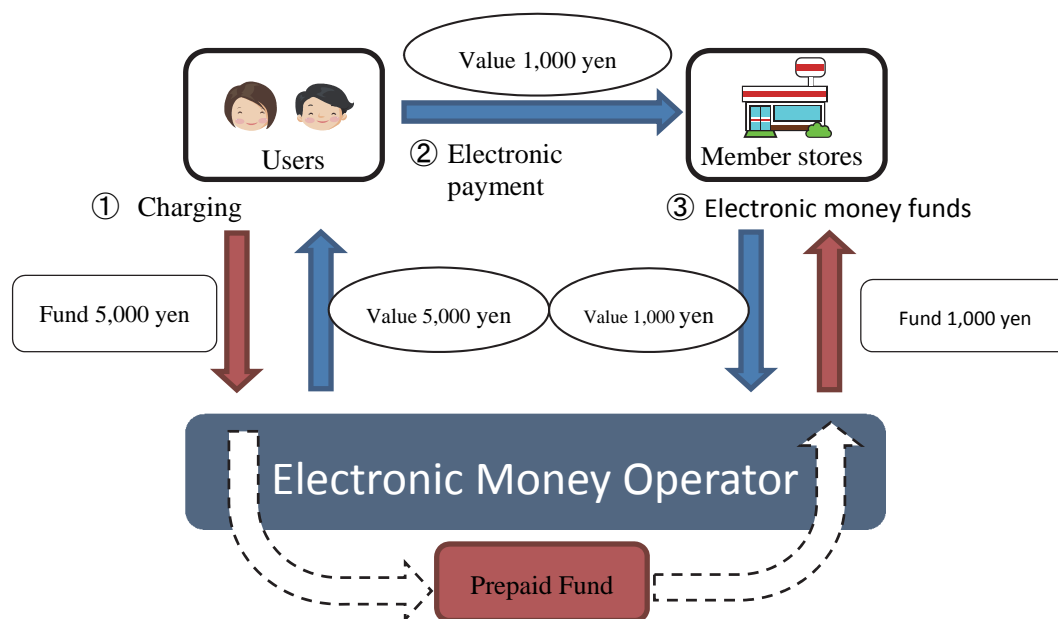 Value 1,000 yen
Users
② Electronic
payment
Member stores
① Charging
③ Electronic money funds
Fund 5,000 yen
Value 5,000 yen
Value 1,000 yen
Fund 1,000 yen
Electronic Money Operator
Prepaid Fund